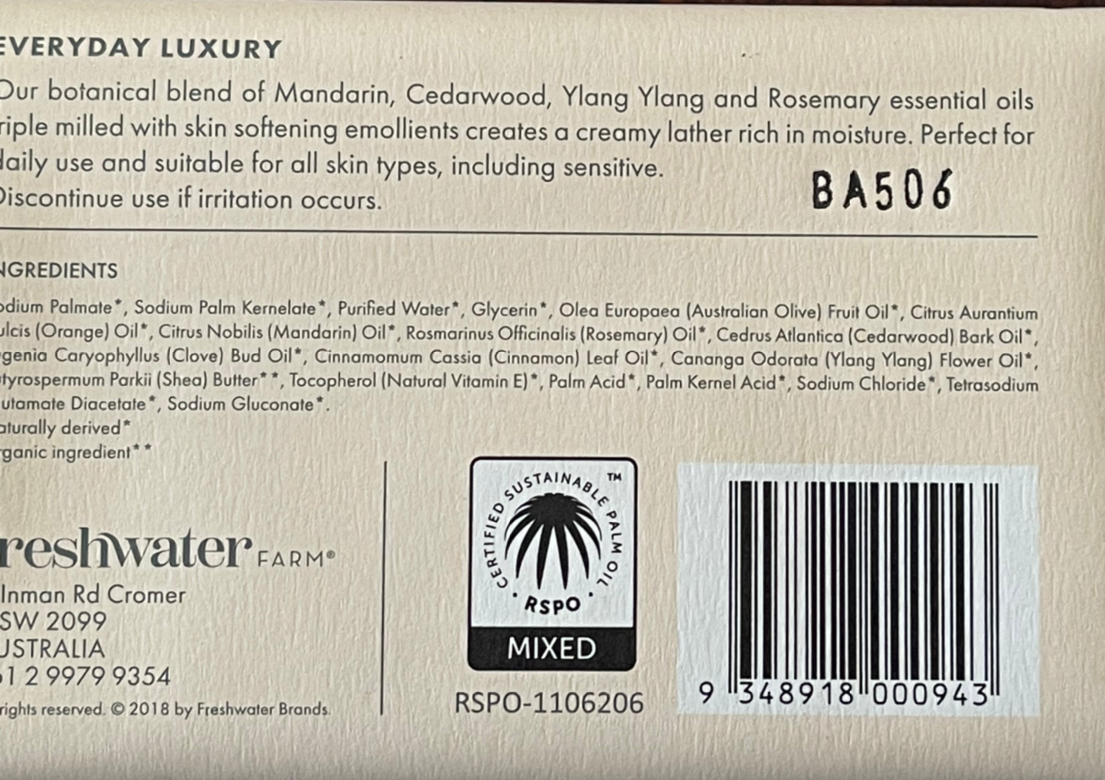 EVERYDAY LUXURY
Our botanical blend of Mandarin, Cedarwood, Ylang Ylang and Rosemary essential oils
riple milled with skin softening emollients creates a creamy lather rich in moisture. Perfect for
daily use and suitable for all skin types, including sensitive.
Discontinue use if irritation occurs.
BA506
NGREDIENTS
odium Palmate*, Sodium Palm Kernelate*, Purified Water*, Glycerin*, Olea Europaea (Australian Olive) Fruit Oil*, Citrus Aurantium
ulcis (Orange) Oil*, Citrus Nobilis (Mandarin) Oil*, Rosmarinus Officinalis (Rosemary) Oil*, Cedrus Atlantica (Cedarwood) Bark Oil*,
genia Caryophyllus (Clove) Bud Oil*, Cinnamomum Cassia (Cinnamon) Leaf Oil*, Cananga Odorata (Ylang Ylang) Flower Oil*,
tyrospermum Parkii (Shea) Butter**, Tocopherol (Natural Vitamin E)*, Palm Acid*, Palm Kernel Acid*, Sodium Chloride*, Tetrasodium
utamate Diacetate*, Sodium Gluconate*.
aturally derived*
rganic ingredient**
reshwater FARM®
Inman Rd Cromer
SW 2099
USTRALIA
61 2 9979 9354
rights reserved. © 2018 by Freshwater Brands.
CERTIFIED SUSTAINABLE PALM OIL ™
RSPO
MIXED
RSPO-1106206
9 348918 000943